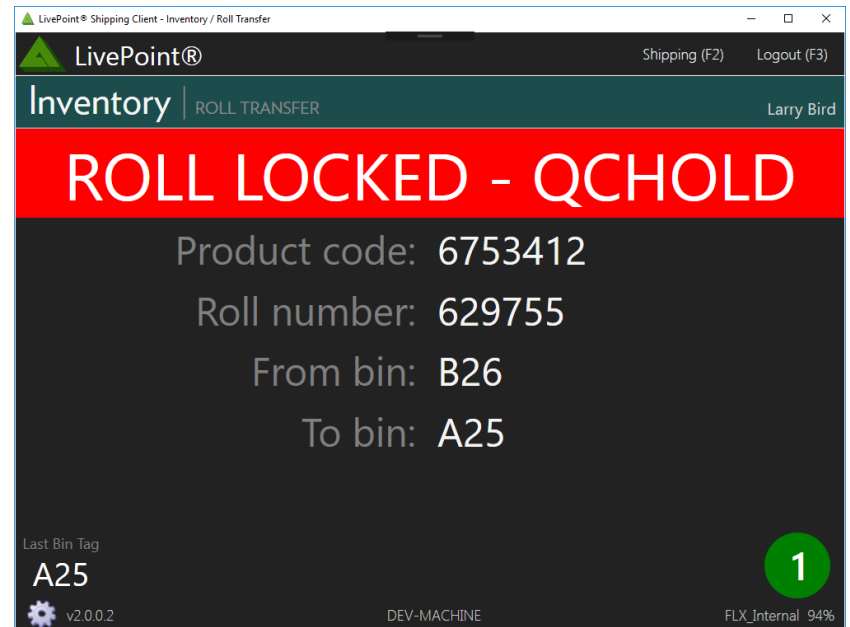 LivePoint® Shipping Client - Inventory / Roll Transfer
LivePoint®
Shipping (F2) Logout (F3)
Inventory ROLL TRANSFER
Larry Bird
ROLL LOCKED - QCHOLD
Product code: 6753412
Roll number: 629755
From bin: B26
To bin: A25
Last Bin Tag
A25
1
v2.0.0.2 DEV-MACHINE FLX_Internal 94%